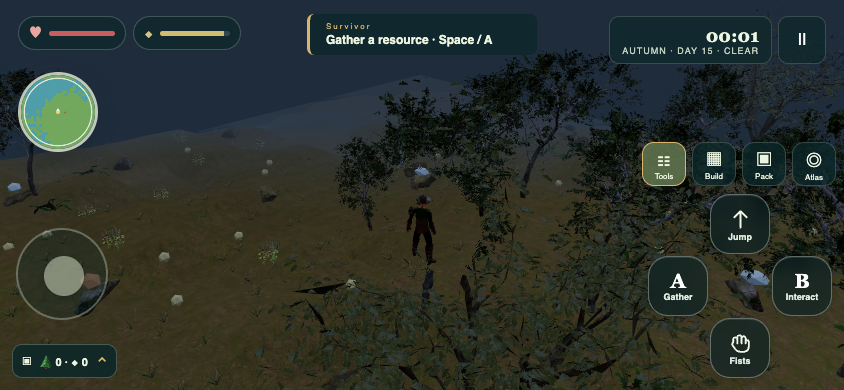 Survivor
Gather a resource · Space / A
00:01
AUTUMN · DAY 15 · CLEAR
Tools
Build
Pack
Atlas
Jump
A
Gather
B
Interact
Fists
0 · ◆ 0